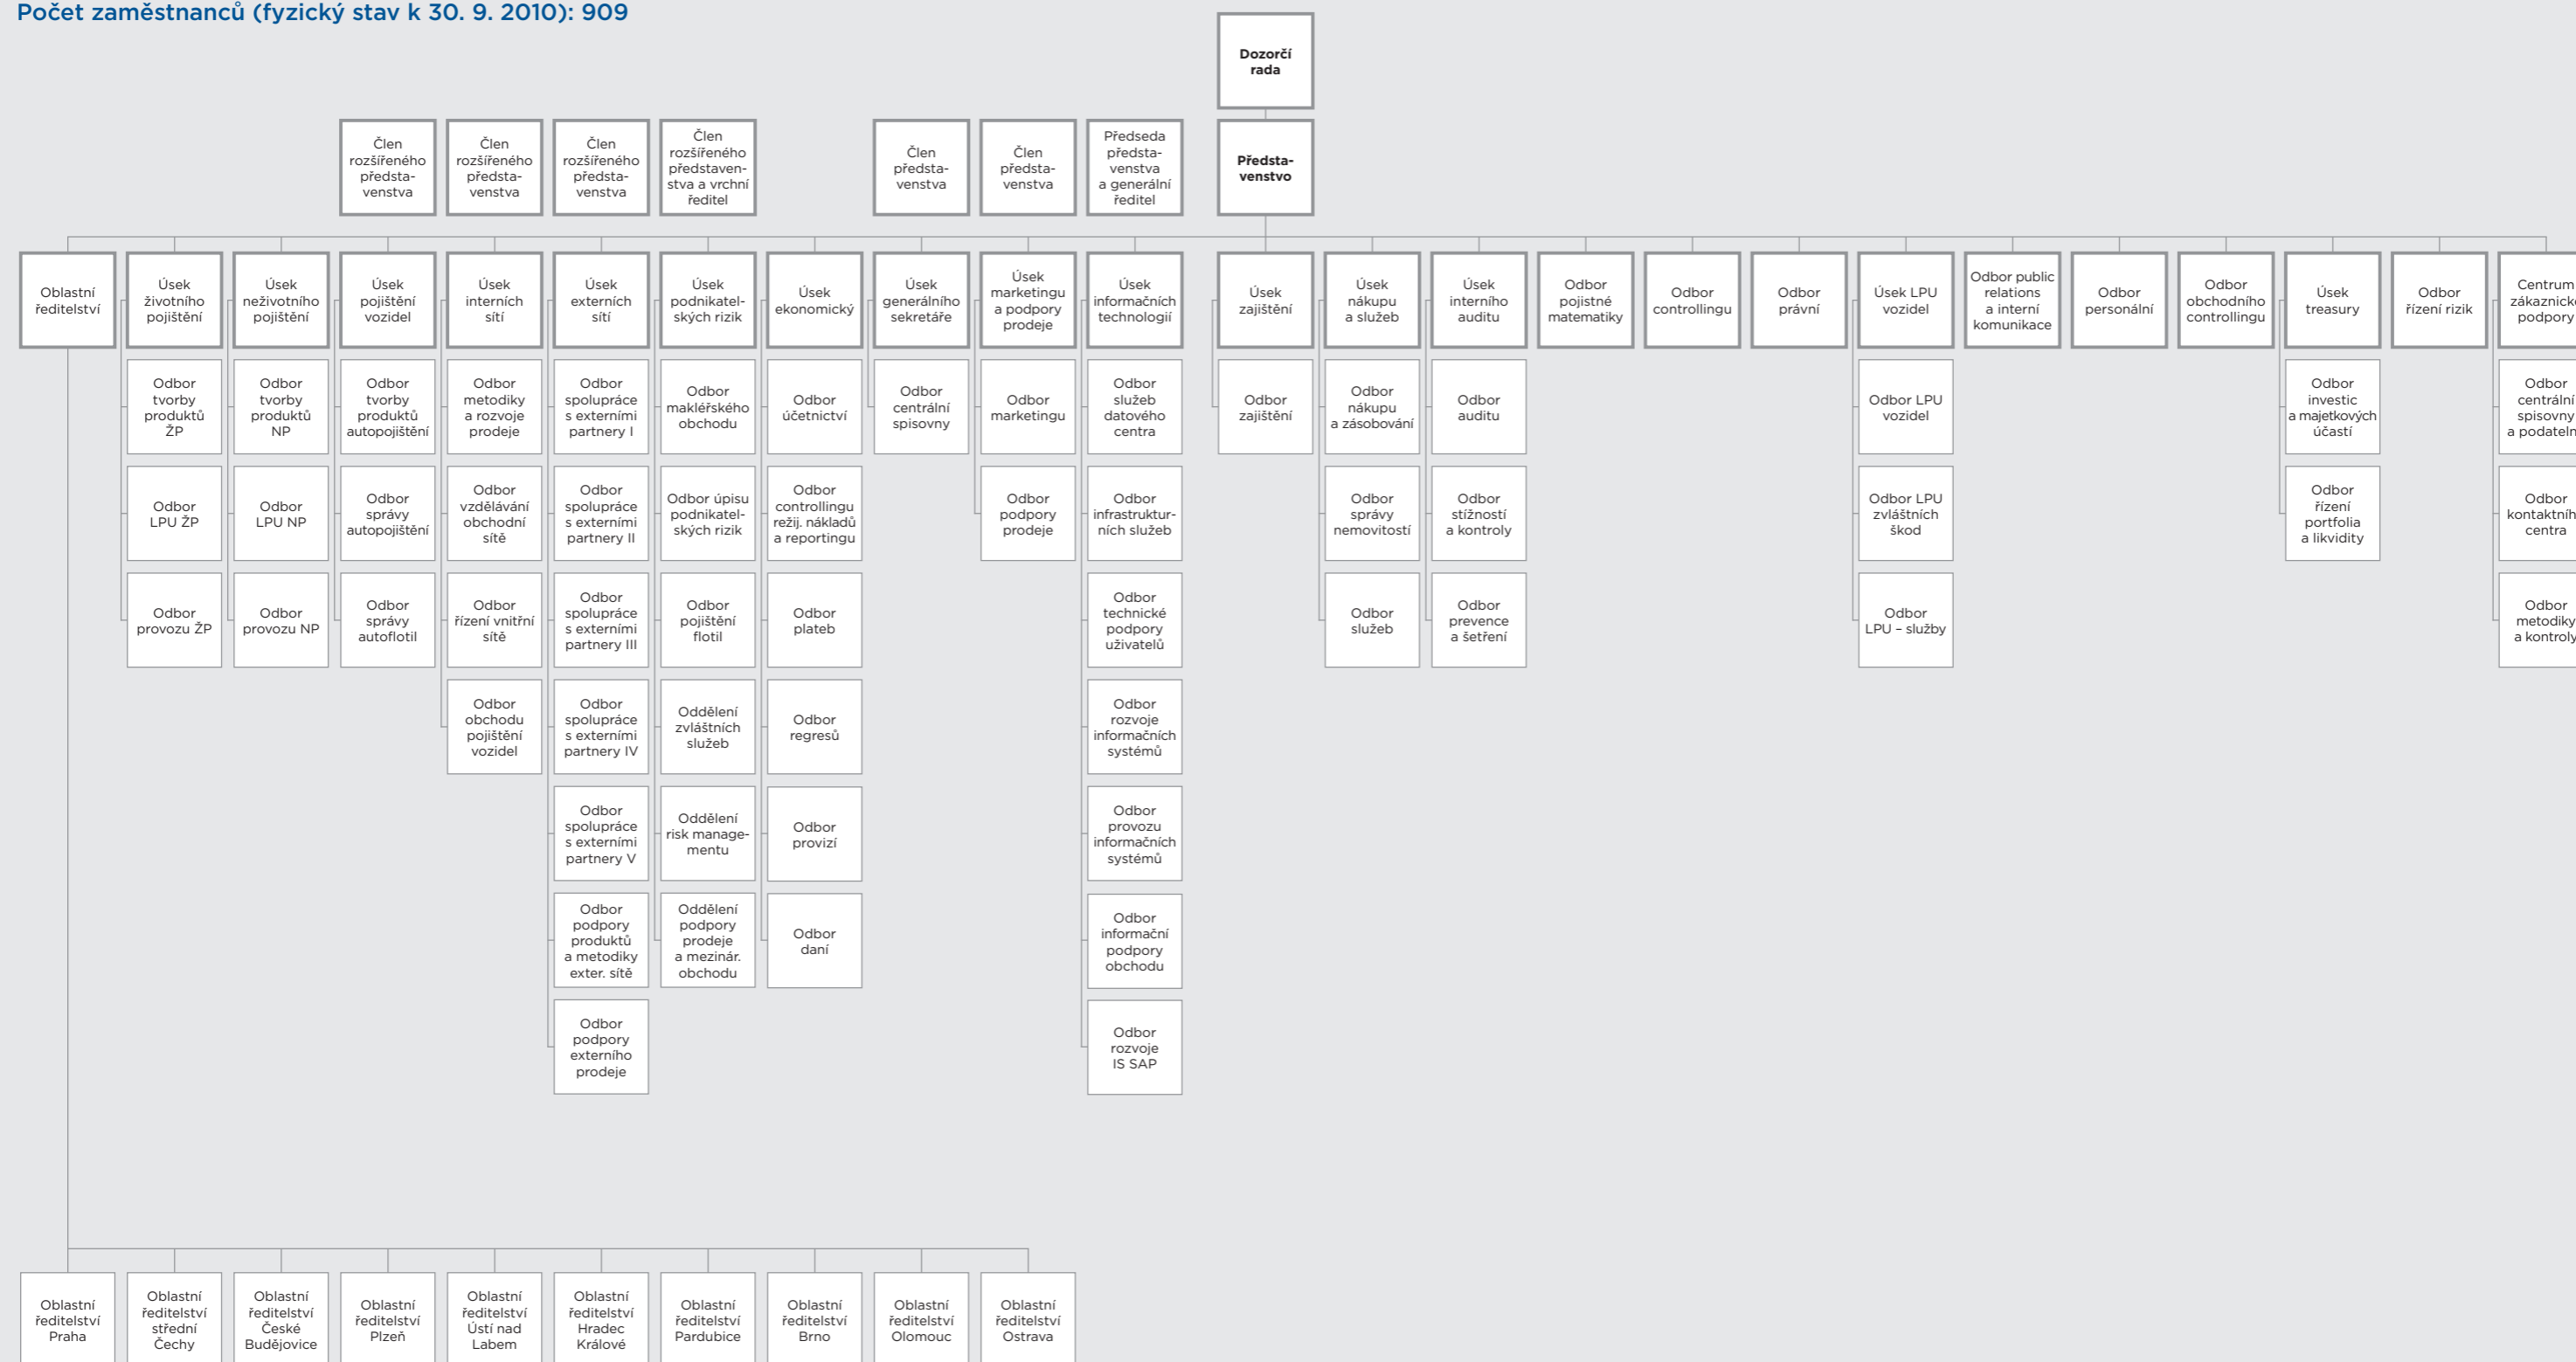 Počet zaměstnanců (fyzický stav k 30. 9. 2010): 909
Dozorčí
rada
Člen
rozšířeného
předsta-
venstva
Člen
rozšířeného
předsta-
venstva
Člen
rozšířeného
předsta-
venstva
Člen
rozšířeného
představen-
stva a vrchní
ředitel
Člen
předsta-
venstva
Člen
předsta-
venstva
Předseda
předsta-
venstva
a generální
ředitel
Předsta-
venstvo
Oblastní
ředitelství
Úsek
životního
pojištění
Úsek
neživotního
pojištění
Úsek
pojištění
vozidel
Úsek
interních
sítí
Úsek
externích
sítí
Úsek
podnikatel-
ských rizik
Úsek
ekonomický
Úsek
generálního
sekretáře
Úsek
marketingu
a podpory
prodeje
Úsek
informačních
technologií
Úsek
zajištění
Úsek
nákupu
a služeb
Úsek
interního
auditu
Odbor
pojistné
matematiky
Odbor
controllingu
Odbor
právní
Úsek LPU
vozidel
Odbor public
relations
a interní
komunikace
Odbor
personální
Odbor
obchodního
controllingu
Úsek
treasury
Odbor
řízení rizik
Centrum
zákaznick
podpory
Odbor
tvorby
produktů
ŽP
Odbor
tvorby
produktů
NP
Odbor
tvorby
produktů
autopojištění
Odbor
metodiky
a rozvoje
prodeje
Odbor
spolupráce
s externími
partnery I
Odbor
makléřského
obchodu
Odbor
účetnictví
Odbor
centrální
spisovny
Odbor
marketingu
Odbor
služeb
datového
centra
Odbor
zajištění
Odbor
nákupu
a zásobování
Odbor
auditu
Odbor LPU
vozidel
Odbor
investic
a majetkových
účastí
Odbor
centrální
spisovny
a podateln
Odbor
LPU ŽP
Odbor
LPU NP
Odbor
správy
autopojištění
Odbor
vzdělávání
obchodní
sítě
Odbor
spolupráce
s externími
partnery II
Odbor úpisu
podnikatel-
ských rizik
Odbor
controllingu
režij. nákladů
a reportingu
Odbor
podpory
prodeje
Odbor
infrastruktur-
ních služeb
Odbor
správy
nemovitostí
Odbor
stížností
a kontroly
Odbor LPU
zvláštních
škod
Odbor
řízení
portfolia
a likvidity
Odbor
kontaktníh
centra
Odbor
provozu ŽP
Odbor
provozu NP
Odbor
správy
autoflotil
Odbor
řízení vnitřní
sítě
Odbor
spolupráce
s externími
partnery III
Odbor
pojištění
flotil
Odbor
plateb
Odbor
technické
podpory
uživatelů
Odbor
služeb
Odbor
prevence
a šetření
Odbor
LPU – služby
Odbor
metodiky
a kontroly
Odbor
obchodu
pojištění
vozidel
Odbor
spolupráce
s externími
partnery IV
Oddělení
zvláštních
služeb
Odbor
regresů
Odbor
rozvoje
informačních
systémů
Odbor
spolupráce
s externími
partnery V
Oddělení
risk manage-
mentu
Odbor
provizí
Odbor
provozu
informačních
systémů
Odbor
podpory
produktů
a metodiky
exter. sítě
Oddělení
podpory
prodeje
a mezinár.
obchodu
Odbor
daní
Odbor
informační
podpory
obchodu
Odbor
podpory
externího
prodeje
Odbor
rozvoje
IS SAP
Oblastní
ředitelství
Praha
Oblastní
ředitelství
střední
Čechy
Oblastní
ředitelství
České
Budějovice
Oblastní
ředitelství
Plzeň
Oblastní
ředitelství
Ústí nad
Labem
Oblastní
ředitelství
Hradec
Králové
Oblastní
ředitelství
Pardubice
Oblastní
ředitelství
Brno
Oblastní
ředitelství
Olomouc
Oblastní
ředitelství
Ostrava